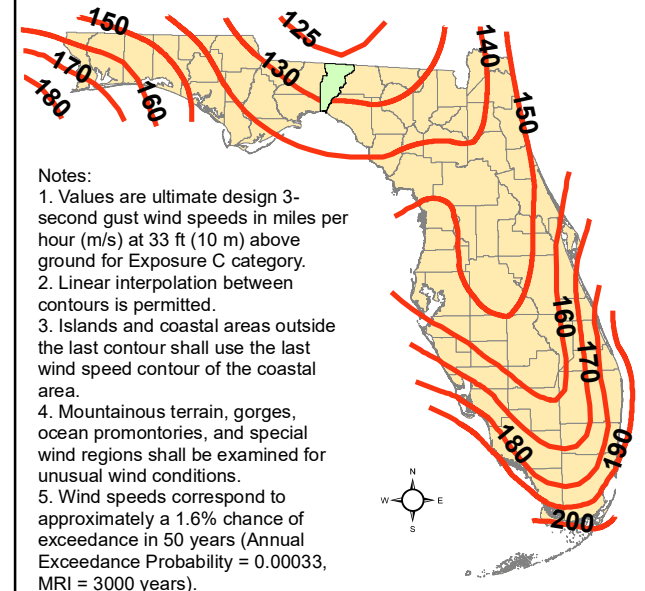 150
125
140
170
130
180
160
150
Notes:
1. Values are ultimate design 3-
second gust wind speeds in miles per
hour (m/s) at 33 ft (10 m) above
ground for Exposure C category.
2. Linear interpolation between
contours is permitted.
3. Islands and coastal areas outside
the last contour shall use the last
wind speed contour of the coastal
area.
4. Mountainous terrain, gorges,
ocean promontories, and special
wind regions shall be examined for
unusual wind conditions.
5. Wind speeds correspond to
approximately a 1.6% chance of
exceedance in 50 years (Annual
Exceedance Probability = 0.00033,
MRI = 3000 years).
160
170
180
190
200
N
W E
S